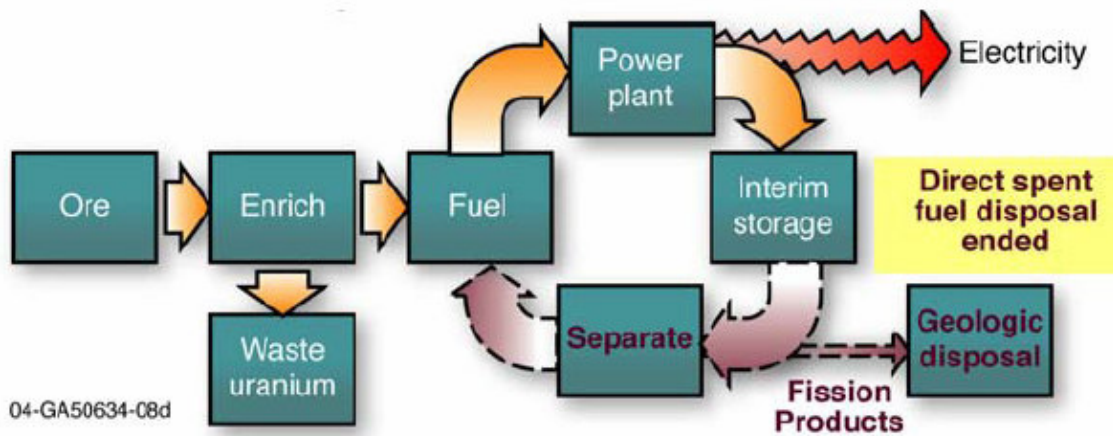 Power
plant
Electricity
Ore
Enrich
Fuel
Interim
storage
Direct spent
fuel disposal
ended
Waste
uranium
Separate
Geologic
disposal
Fission
Products
04-GA50634-08d